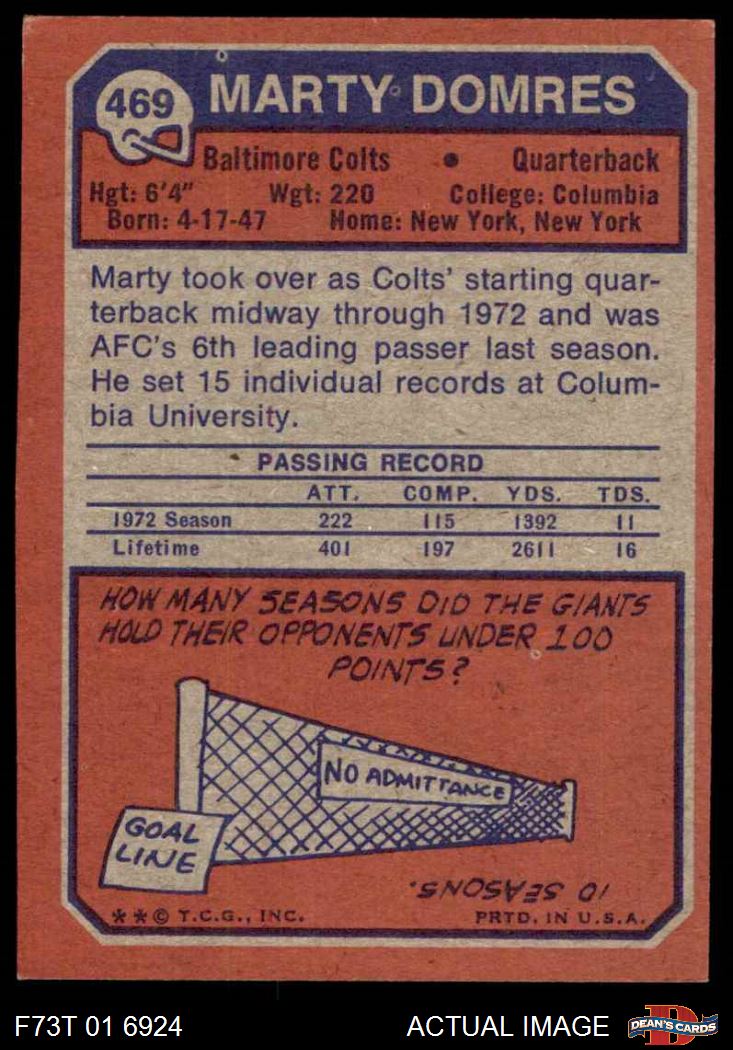 469
MARTY DOMRES
Baltimore Colts • Quarterback
Hgt: 6'4" Wgt: 220 College: Columbia
Born: 4-17-47 Home: New York, New York
Marty took over as Colts' starting quar-
terback midway through 1972 and was
AFC's 6th leading passer last season.
He set 15 individual records at Colum-
bia University.
PASSING RECORD
ATT. COMP. YDS. TDS.
1972 Season 222 115 1392 11
Lifetime 401 197 2611 16
HOW MANY SEASONS DID THE GIANTS
HOLD THEIR OPPONENTS UNDER 100
POINTS?
NO ADMITTANCE
GOAL
LINE
10 SEASONS.
**© T.C.G., INC. PRTD. IN U.S.A.
F73T 01 6924 ACTUAL IMAGE
D
DEAN'S CARDS